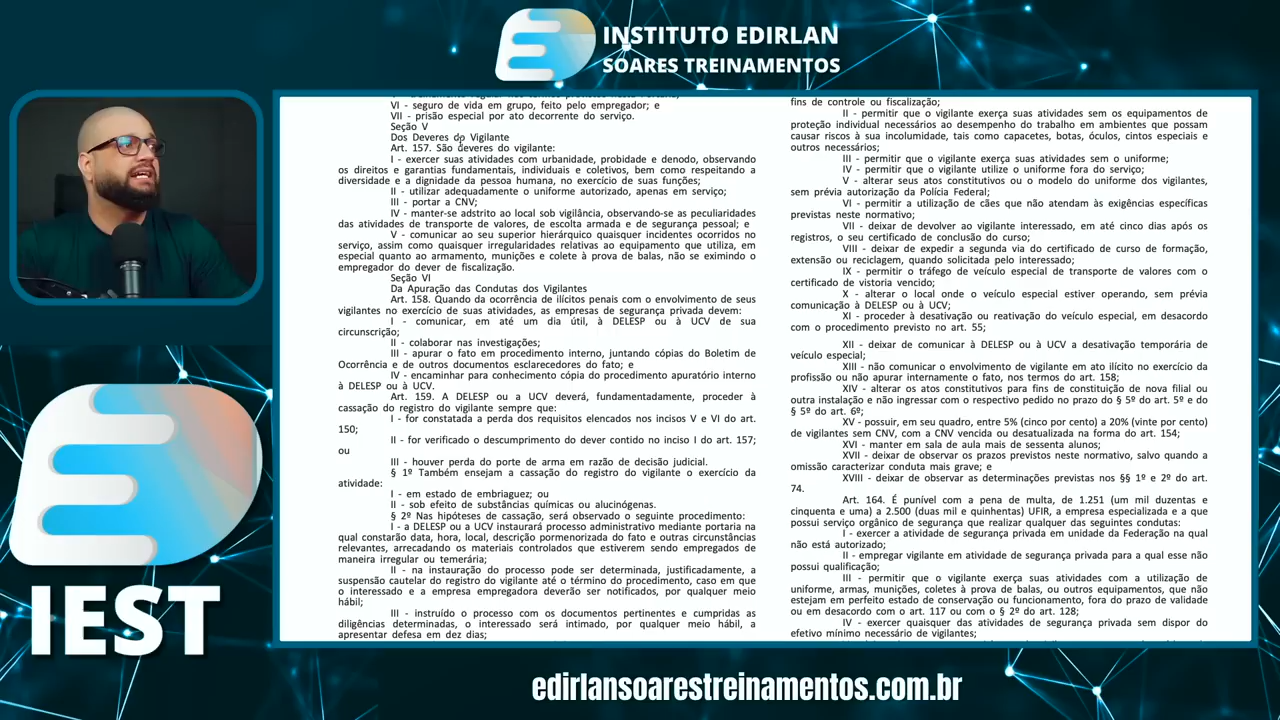 INSTITUTO EDIRLAN
SOARES TREINAMENTOS
VI - seguro de vida em grupo, feito pelo empregador; e
VII - prisão especial por ato decorrente do serviço.
Seção V
Dos Deveres do Vigilante
Art. 157. São deveres do vigilante:
I - exercer suas atividades com urbanidade, probidade e denodo, observando
os direitos e garantias fundamentais, individuais e coletivos, bem como respeitando a
diversidade e a dignidade da pessoa humana, no exercício de suas funções;
II - utilizar adequadamente o uniforme autorizado, apenas em serviço;
III - portar a CNV;
IV - manter-se adstrito ao local sob vigilância, observando-se as peculiaridades
das atividades de transporte de valores, de escolta armada e de segurança pessoal; e
V - comunicar ao seu superior hierárquico quaisquer incidentes ocorridos no
serviço, assim como quaisquer irregularidades relativas ao equipamento que utiliza, em
especial quanto ao armamento, munições e colete à prova de balas, não se eximindo o
empregador do dever de fiscalização.
Seção VI
Da Apuração das Condutas dos Vigilantes
Art. 158. Quando da ocorrência de ilícitos penais com o envolvimento de seus
vigilantes no exercício de suas atividades, as empresas de segurança privada devem:
I - comunicar, em até um dia útil, à DELESP ou à UCV de sua
circunscrição;
II - colaborar nas investigações;
III - apurar o fato em procedimento interno, juntando cópias do Boletim de
Ocorrência e de outros documentos esclarecedores do fato; e
IV - encaminhar para conhecimento cópia do procedimento apuratório interno
à DELESP ou à UCV.
Art. 159. A DELESP ou a UCV deverá, fundamentadamente, proceder à
cassação do registro do vigilante sempre que:
I - for constatada a perda dos requisitos elencados nos incisos V e VI do art.
150;
II - for verificado o descumprimento do dever contido no inciso I do art. 157;
ou
III - houver perda do porte de arma em razão de decisão judicial.
§ 1º Também ensejam a cassação do registro do vigilante o exercício da
atividade:
I - em estado de embriaguez; ou
II - sob efeito de substâncias químicas ou alucinógenas.
§ 2º Nas hipóteses de cassação, será observado o seguinte procedimento:
I - a DELESP ou a UCV instaurará processo administrativo mediante portaria na
qual constarão data, hora, local, descrição pormenorizada do fato e outras circunstâncias
relevantes, arrecadando os materiais controlados que estiverem sendo empregados de
maneira irregular ou temerária;
II - na instauração do processo pode ser determinada, justificadamente, a
suspensão cautelar do registro do vigilante até o término do procedimento, caso em que
o interessado e a empresa empregadora deverão ser notificados, por qualquer meio
hábil;
III - instruído o processo com os documentos pertinentes e cumpridas as
diligências determinadas, o interessado será intimado, por qualquer meio hábil, a
apresentar defesa em dez dias;
fins de controle ou fiscalização;
II - permitir que o vigilante exerça suas atividades sem os equipamentos de
proteção individual necessários ao desempenho do trabalho em ambientes que possam
causar riscos à sua incolumidade, tais como capacetes, botas, óculos, cintos especiais e
outros necessários;
III - permitir que o vigilante exerça suas atividades sem o uniforme;
IV - permitir que o vigilante utilize o uniforme fora do serviço;
V - alterar seus atos constitutivos ou o modelo do uniforme dos vigilantes,
sem prévia autorização da Polícia Federal;
VI - permitir a utilização de cães que não atendam às exigências específicas
previstas neste normativo;
VII - deixar de devolver ao vigilante interessado, em até cinco dias após os
registros, o seu certificado de conclusão do curso;
VIII - deixar de expedir a segunda via do certificado de curso de formação,
extensão ou reciclagem, quando solicitada pelo interessado;
IX - permitir o tráfego de veículo especial de transporte de valores com o
certificado de vistoria vencido;
X - alterar o local onde o veículo especial estiver operando, sem prévia
comunicação à DELESP ou à UCV;
XI - proceder à desativação ou reativação do veículo especial, em desacordo
com o procedimento previsto no art. 55;
XII - deixar de comunicar à DELESP ou à UCV a desativação temporária de
veículo especial;
XIII - não comunicar o envolvimento de vigilante em ato ilícito no exercício da
profissão ou não apurar internamente o fato, nos termos do art. 158;
XIV - alterar os atos constitutivos para fins de constituição de nova filial ou
outra instalação e não ingressar com o respectivo pedido no prazo do § 5º do art. 5º e do
§ 5º do art. 6º;
XV - possuir, em seu quadro, entre 5% (cinco por cento) a 20% (vinte por cento)
de vigilantes sem CNV, com a CNV vencida ou desatualizada na forma do art. 154;
XVI - manter em sala de aula mais de sessenta alunos;
XVII - deixar de observar os prazos previstos neste normativo, salvo quando a
omissão caracterizar conduta mais grave; e
XVIII - deixar de observar as determinações previstas nos §§ 1º e 2º do art.
74.
Art. 164. É punível com a pena de multa, de 1.251 (um mil duzentas e
cinquenta e uma) a 2.500 (duas mil e quinhentas) UFIR, a empresa especializada e a que
possui serviço orgânico de segurança que realizar qualquer das seguintes condutas:
I - exercer a atividade de segurança privada em unidade da Federação na qual
não está autorizado;
II - empregar vigilante em atividade de segurança privada para a qual esse não
possui qualificação;
III - permitir que o vigilante exerça suas atividades com a utilização de
uniforme, armas, munições, coletes à prova de balas, ou outros equipamentos, que não
estejam em perfeito estado de conservação ou funcionamento, fora do prazo de validade
ou em desacordo com o art. 117 ou com o § 2º do art. 128;
IV - exercer quaisquer das atividades de segurança privada sem dispor do
efetivo mínimo necessário de vigilantes;
IEST
edirlansoarestreinamentos.com.br